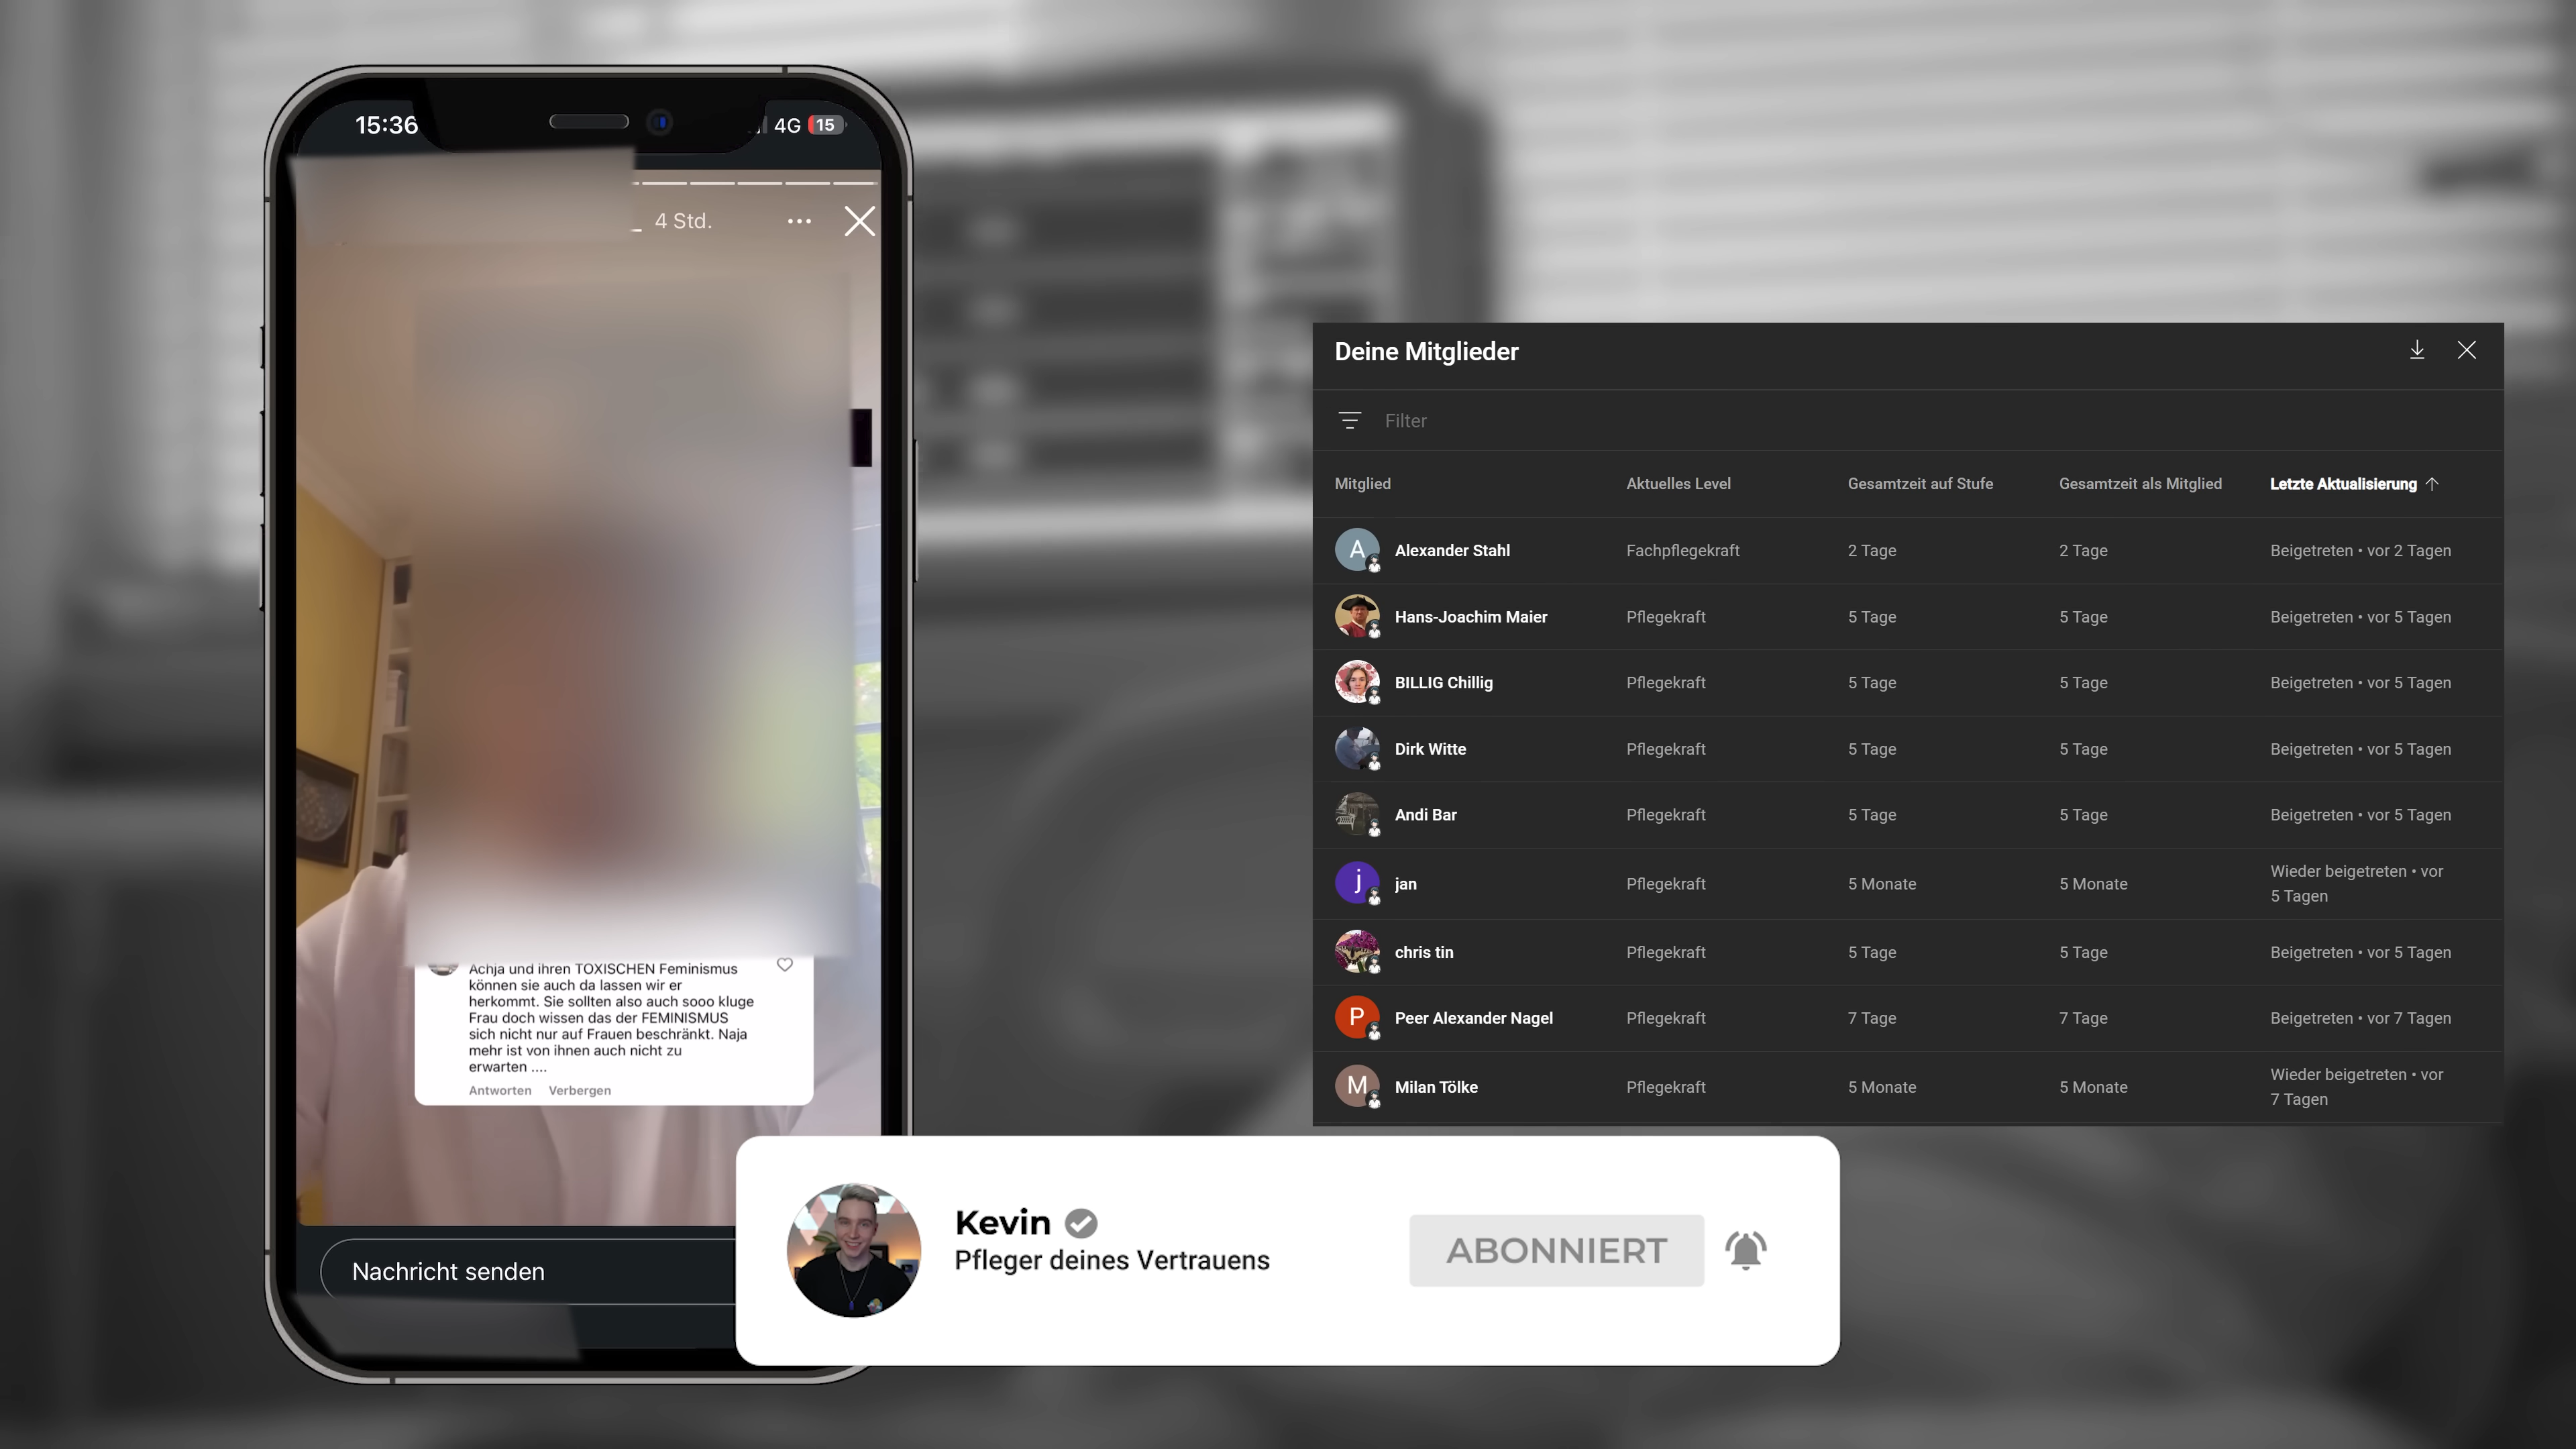 15:36
4G 15
4 Std.
Achja und ihren TOXISCHEN Feminismus
können sie auch da lassen wir er
herkommt. Sie sollten also auch sooo kluge
Frau doch wissen das der FEMINISMUS
sich nicht nur auf Frauen beschränkt. Naja
mehr ist von ihnen auch nicht zu
erwarten ....
Antworten Verbergen
Nachricht senden
Deine Mitglieder
Filter
Mitglied Aktuelles Level Gesamtzeit auf Stufe Gesamtzeit als Mitglied Letzte Aktualisierung
A Alexander Stahl Fachpflegekraft 2 Tage 2 Tage Beigetreten • vor 2 Tagen
Hans-Joachim Maier Pflegekraft 5 Tage 5 Tage Beigetreten • vor 5 Tagen
BILLIG Chillig Pflegekraft 5 Tage 5 Tage Beigetreten • vor 5 Tagen
Dirk Witte Pflegekraft 5 Tage 5 Tage Beigetreten • vor 5 Tagen
Andi Bar Pflegekraft 5 Tage 5 Tage Beigetreten • vor 5 Tagen
j jan Pflegekraft 5 Monate 5 Monate Wieder beigetreten • vor
5 Tagen
chris tin Pflegekraft 5 Tage 5 Tage Beigetreten • vor 5 Tagen
P Peer Alexander Nagel Pflegekraft 7 Tage 7 Tage Beigetreten • vor 7 Tagen
M Milan Tölke Pflegekraft 5 Monate 5 Monate Wieder beigetreten • vor
7 Tagen
Kevin
Pfleger deines Vertrauens
ABONNIERT